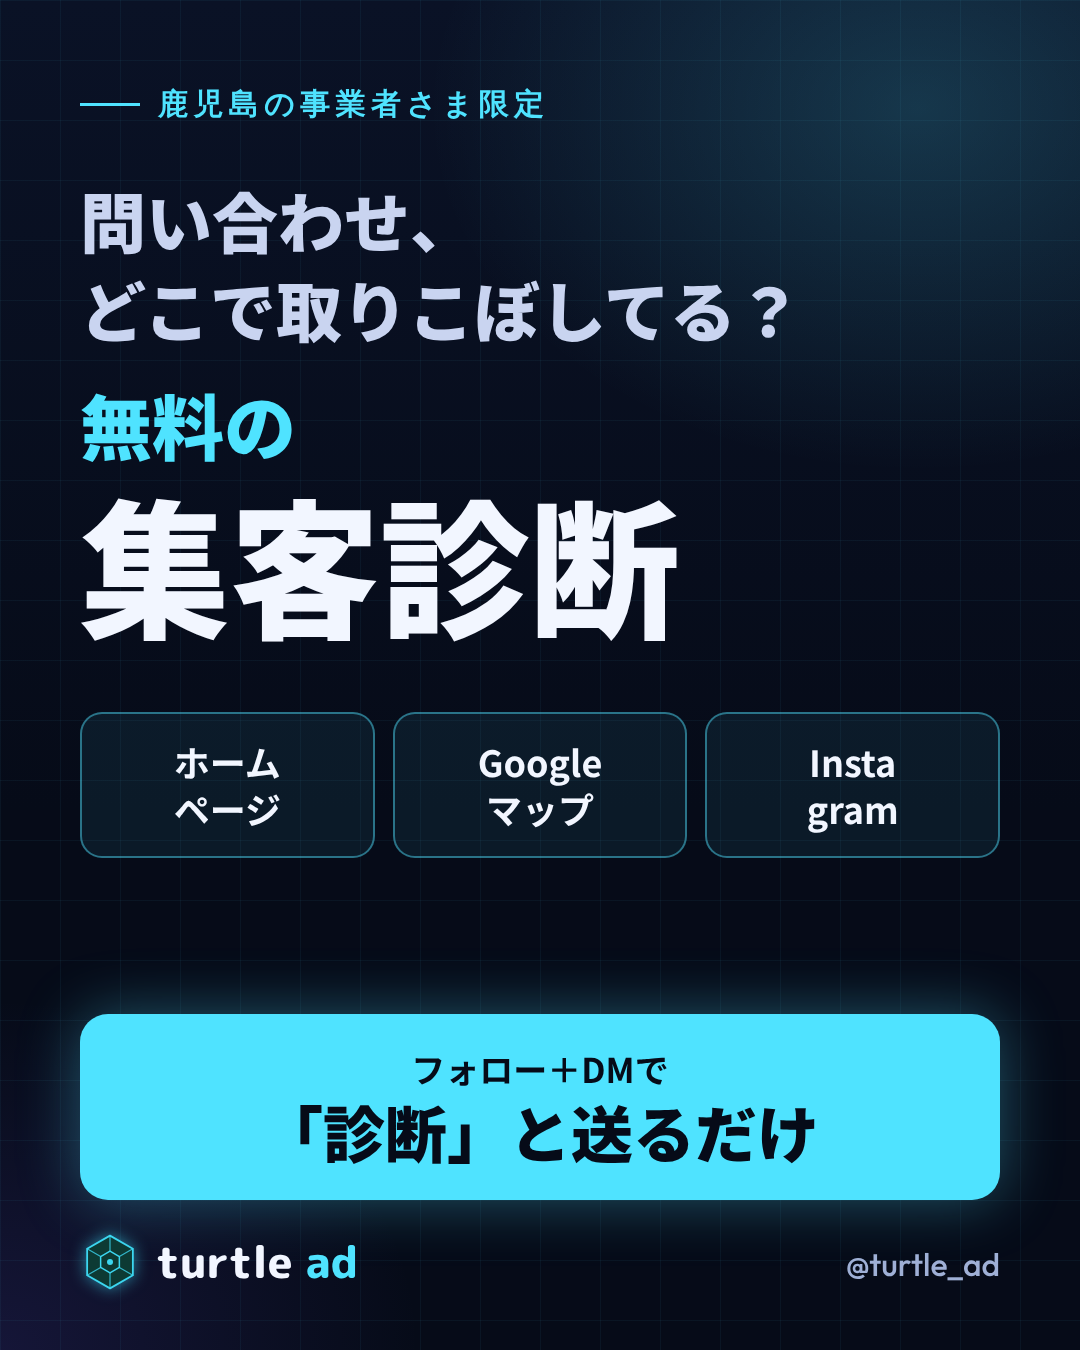 鹿児島の事業者さま限定
問い合わせ、
どこで取りこぼしてる？
無料の
集客診断
ホーム
ページ
Google
マップ
Insta
gram
フォロー＋DMで
「診断」と送るだけ
turtle ad
@turtle_ad